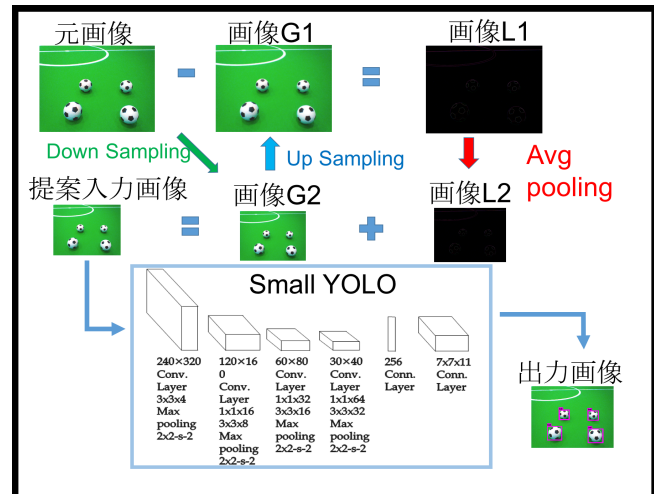 元画像
画像G1
画像L1
Down Sampling
Up Sampling
Avg
pooling
提案入力画像
画像G2
画像L2
Small YOLO
240×320
Conv.
Layer
3x3x4
Max
pooling
2x2-s-2
120×16
0
Conv.
Layer
1x1x16
3x3x8
Max
pooling
2x2-s-2
60×80
Conv.
Layer
1x1x32
3x3x16
Max
pooling
2x2-s-2
30×40
Conv.
Layer
1x1x64
3x3x32
Max
pooling
2x2-s-2
256
Conn.
Layer
7x7x11
Conn.
Layer
出力画像